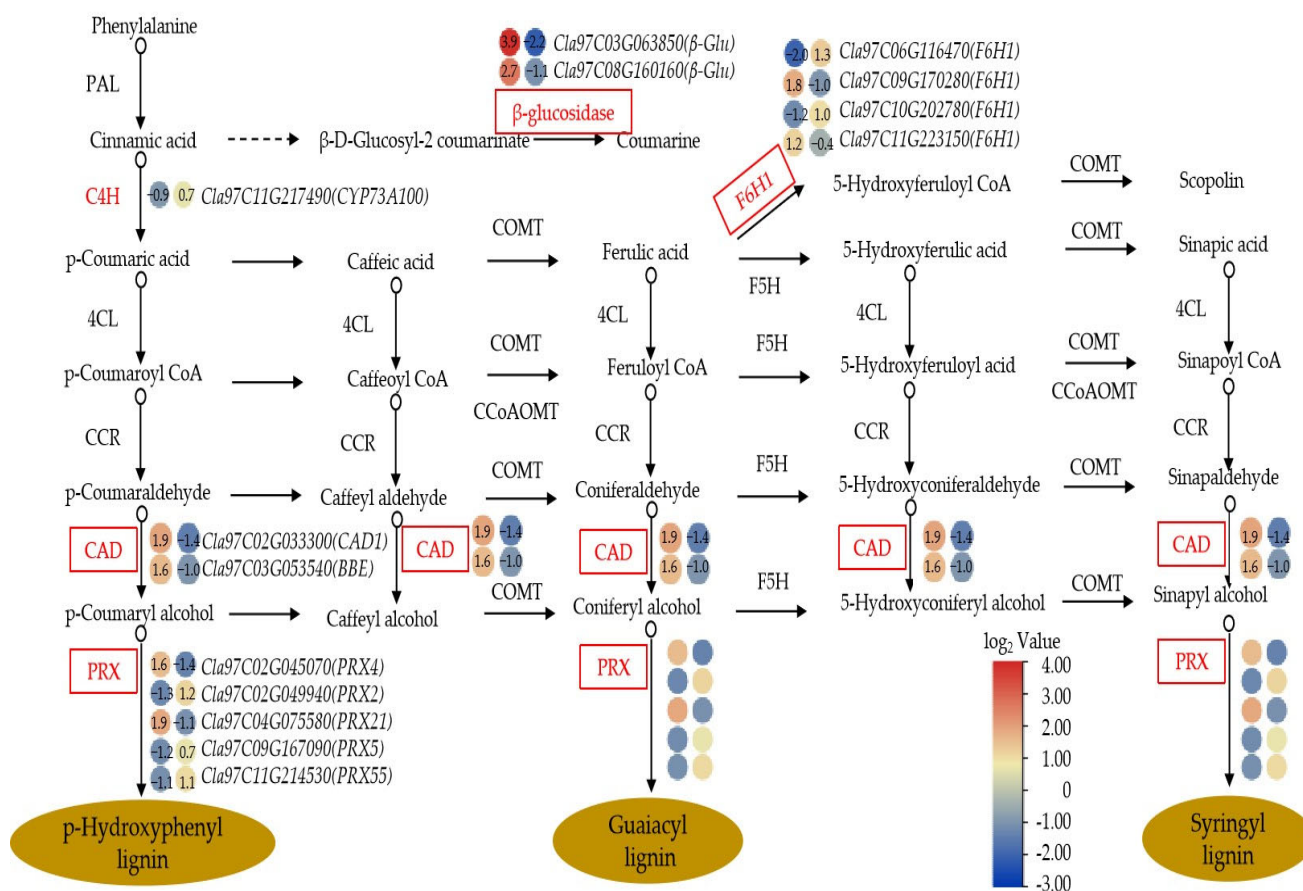 Phenylalanine
PAL
Cinnamic acid
3.9 −2.2 Cla97C03G063850(β-Glu)
2.7 −1.1 Cla97C08G160160(β-Glu)
β-glucosidase
β-D-Glucosyl-2 coumarinate
Coumarine
−2.0 1.3 Cla97C06G116470(F6H1)
1.8 −1.0 Cla97C09G170280(F6H1)
−1.2 1.0 Cla97C10G202780(F6H1)
1.2 −0.4 Cla97C11G223150(F6H1)
F6H1
5-Hydroxyferuloyl CoA
COMT
Scopolin
C4H
−0.9 0.7 Cla97C11G217490(CYP73A100)
p-Coumaric acid
Caffeic acid
COMT
Ferulic acid
F5H
5-Hydroxyferulic acid
COMT
Sinapic acid
4CL
4CL
4CL
4CL
4CL
p-Coumaroyl CoA
Caffeoyl CoA
COMT
CCoAOMT
Feruloyl CoA
F5H
5-Hydroxyferuloyl acid
COMT
CCoAOMT
Sinapoyl CoA
CCR
CCR
CCR
CCR
CCR
p-Coumaraldehyde
Caffeyl aldehyde
COMT
Coniferaldehyde
F5H
5-Hydroxyconiferaldehyde
COMT
Sinapaldehyde
CAD
1.9 −1.4 Cla97C02G033300(CAD1)
1.6 −1.0 Cla97C03G053540(BBE)
CAD
1.9 −1.4
1.6 −1.0
CAD
1.9 −1.4
1.6 −1.0
CAD
1.9 −1.4
1.6 −1.0
CAD
1.9 −1.4
1.6 −1.0
p-Coumaryl alcohol
Caffeyl alcohol
COMT
Coniferyl alcohol
F5H
5-Hydroxyconiferyl alcohol
COMT
Sinapyl alcohol
PRX
1.6 −1.4 Cla97C02G045070(PRX4)
−1.3 1.2 Cla97C02G049940(PRX2)
1.9 −1.1 Cla97C04G075580(PRX21)
−1.2 0.7 Cla97C09G167090(PRX5)
−1.1 1.1 Cla97C11G214530(PRX55)
PRX
PRX
log₂ Value
4.00
3.00
2.00
1.00
0
-1.00
-2.00
-3.00
p-Hydroxyphenyl
lignin
Guaiacyl
lignin
Syringyl
lignin